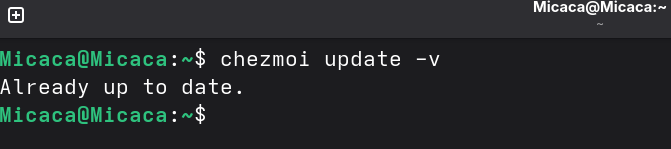 Micaca@Micaca:~
~
Micaca@Micaca:~$ chezmoi update -v
Already up to date.
Micaca@Micaca:~$